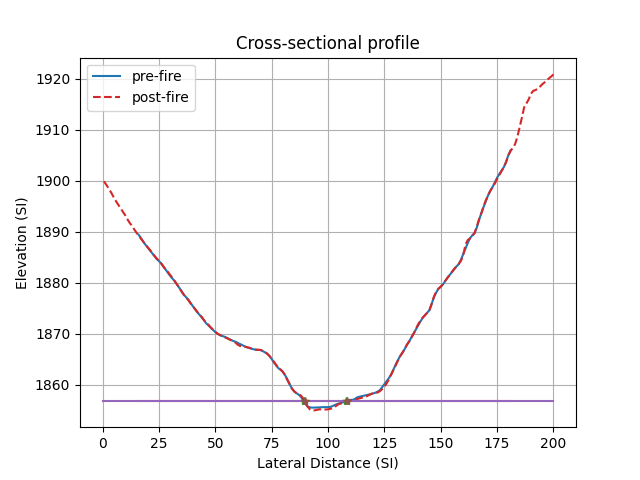 Cross-sectional profile
pre-fire
post-fire
1920
1910
1900
1890
1880
1870
1860
Elevation (SI)
0 25 50 75 100 125 150 175 200
Lateral Distance (SI)